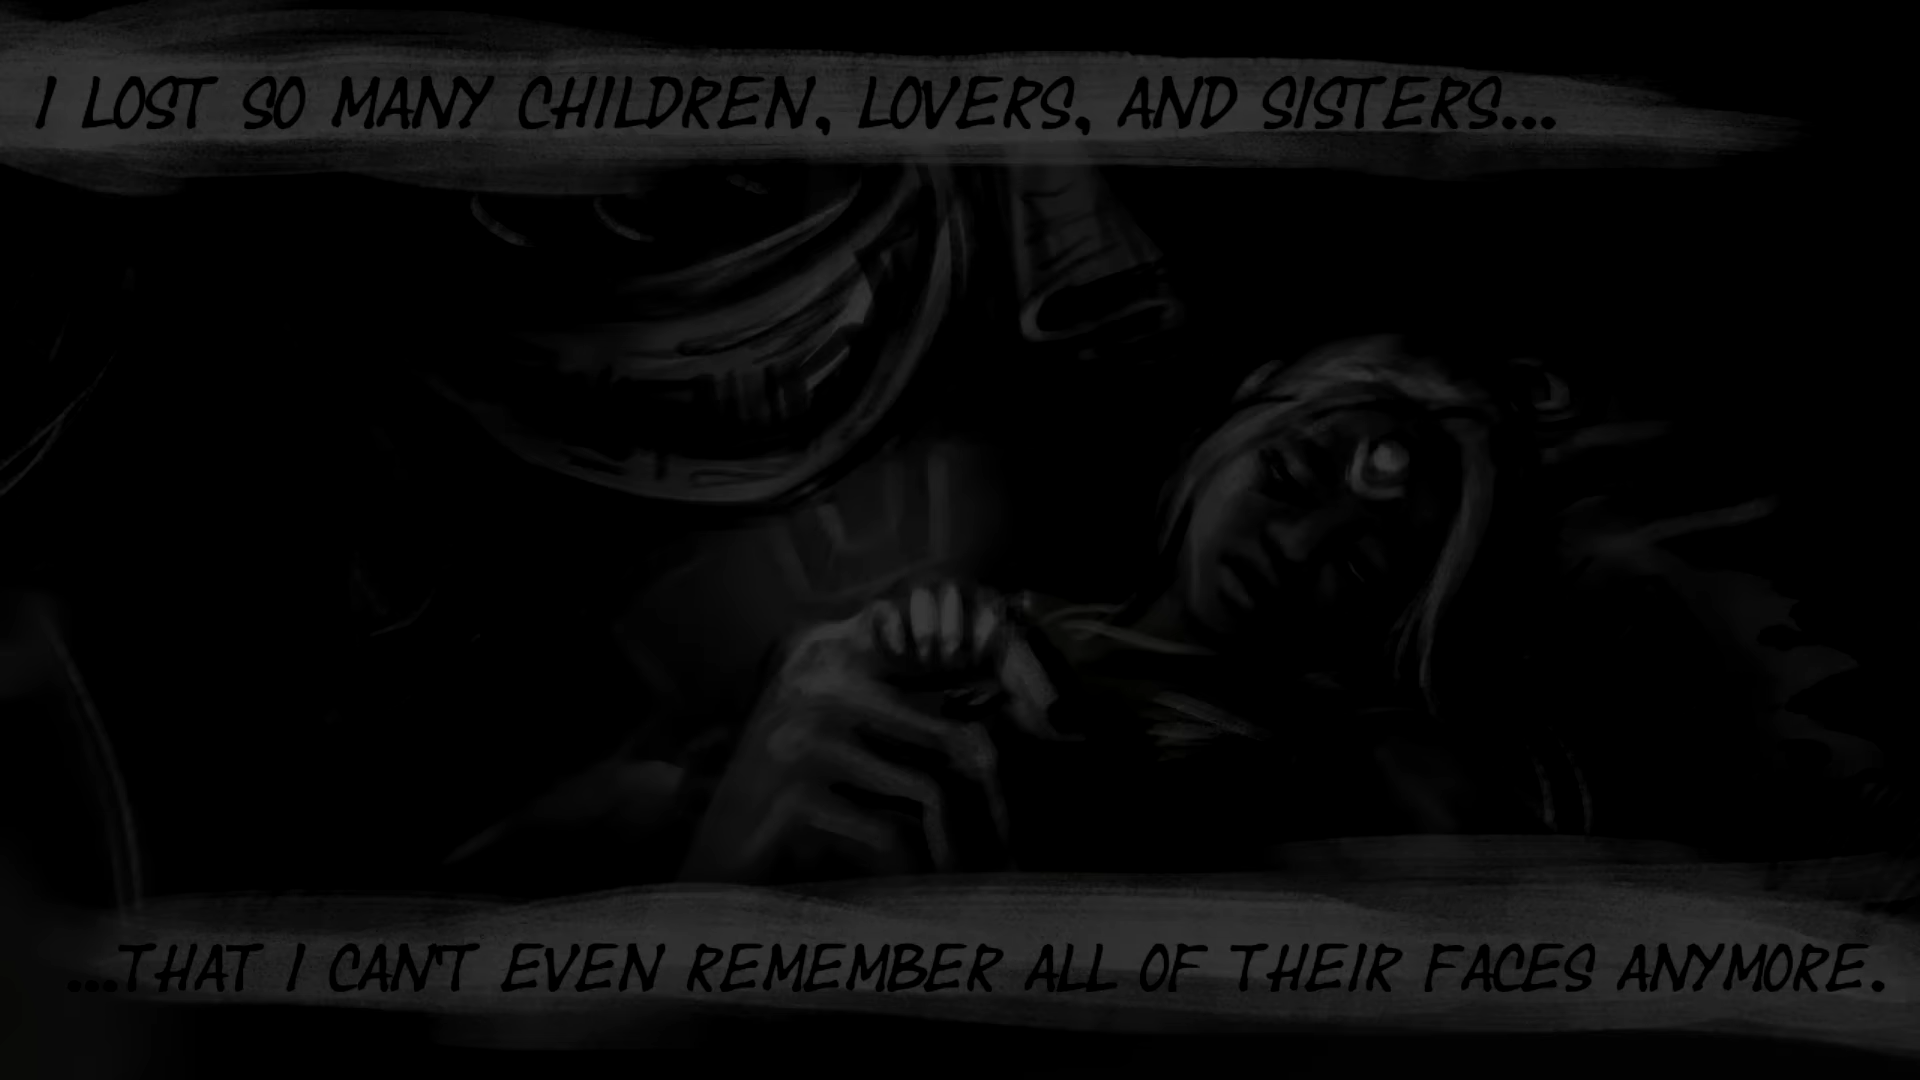 I LOST SO MANY CHILDREN, LOVERS, AND SISTERS...
...THAT I CAN'T EVEN REMEMBER ALL OF THEIR FACES ANYMORE.